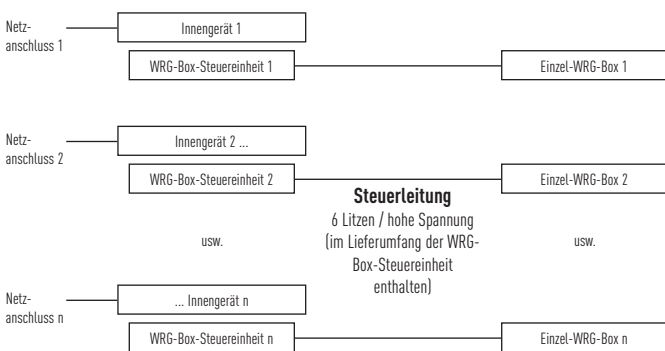 Netz-
anschluss 1
Innengerät 1
WRG-Box-Steuereinheit 1
Einzel-WRG-Box 1
Netz-
anschluss 2
Innengerät 2 ...
WRG-Box-Steuereinheit 2
Einzel-WRG-Box 2
usw.
Steuerleitung
6 Litzen / hohe Spannung
(im Lieferumfang der WRG-
Box-Steuereinheit
enthalten)
usw.
Netz-
anschluss n
... Innengerät n
WRG-Box-Steuereinheit n
Einzel-WRG-Box n